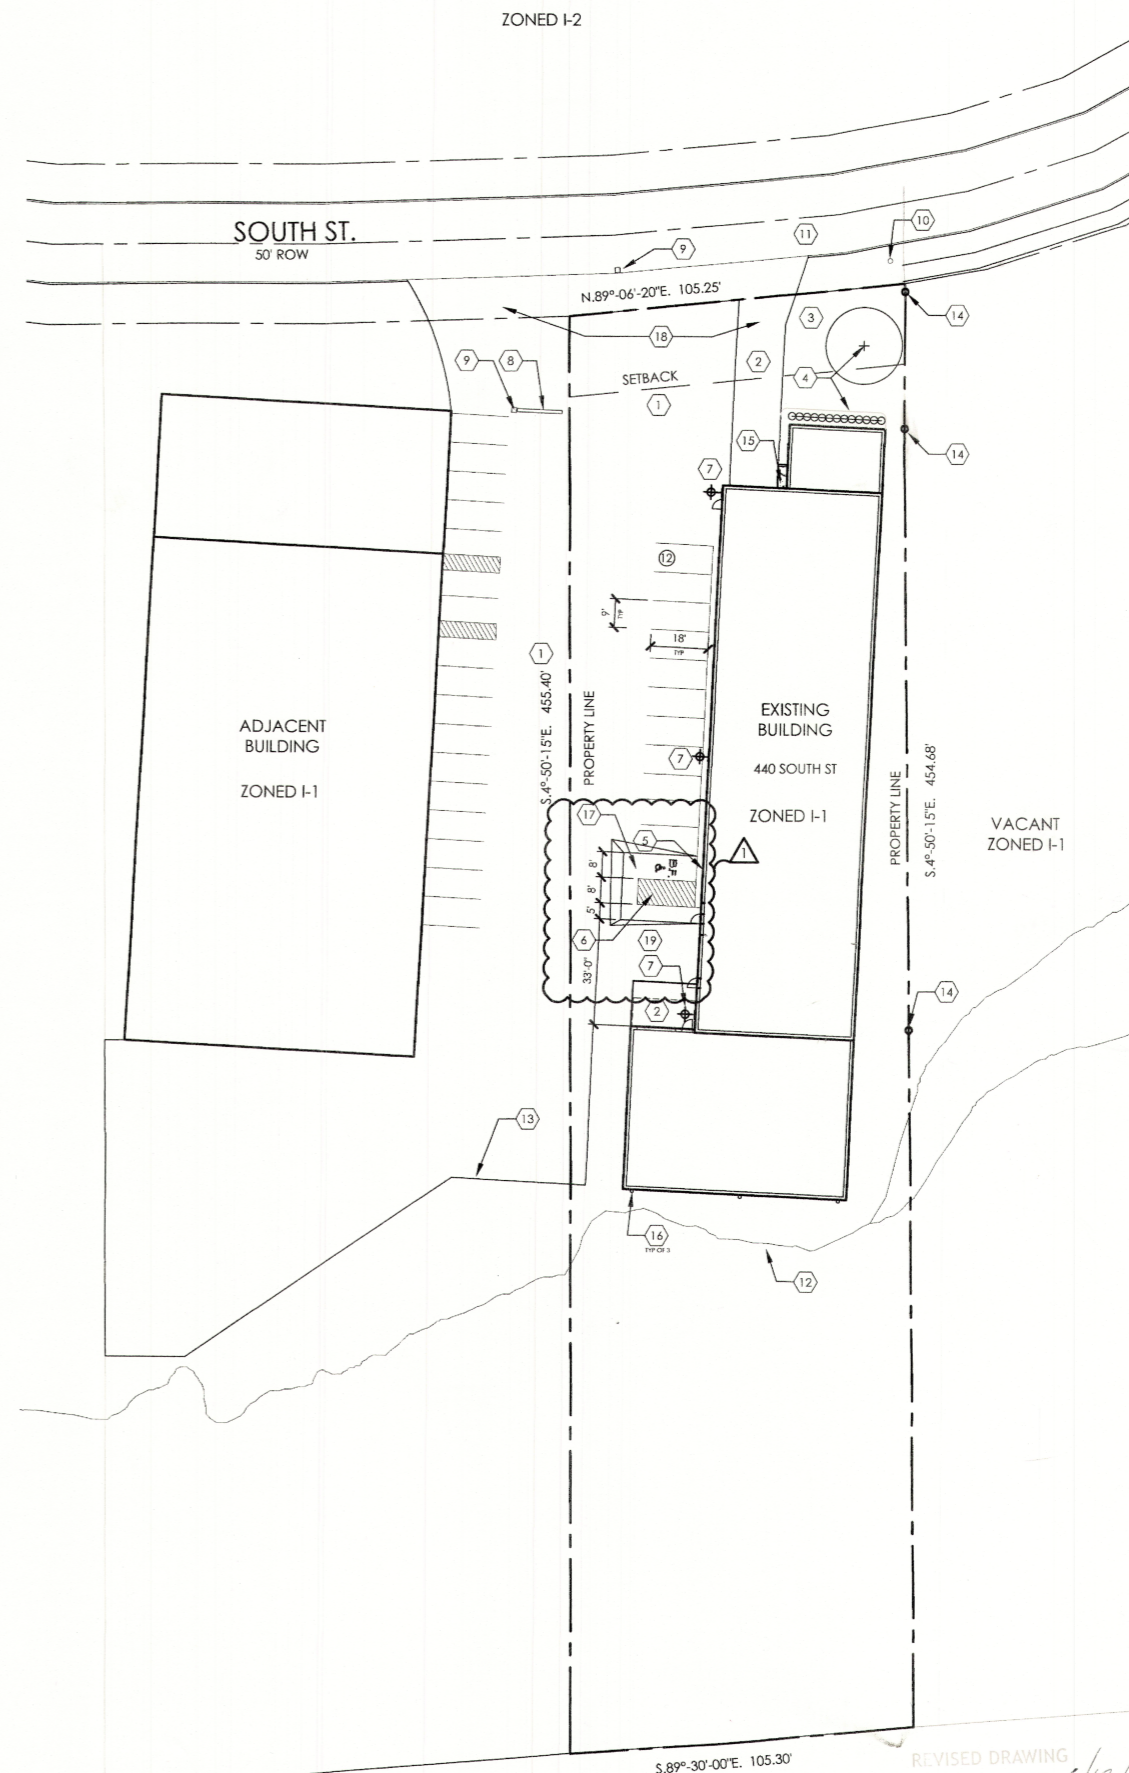 ZONED I-2
SOUTH ST.
50' ROW
10
11
9
N.89°-06'-20"E. 105.25'
14
3
18
2
9
8
4
SETBACK
1
15
14
7
12
9'
TYP
18'
TYP
1
S.4°-50'-15"E. 455.40'
PROPERTY LINE
ADJACENT
BUILDING
ZONED I-1
EXISTING
BUILDING
440 SOUTH ST
ZONED I-1
7
PROPERTY LINE
S.4°-50'-15"E. 454.68'
VACANT
ZONED I-1
17
5
1
8'
8'
5'
B.F.
6
19
33'-0"
7
2
14
13
16
TYP OF 3
12
S.89°-30'-00"E. 105.30'
REVISED DRAWING